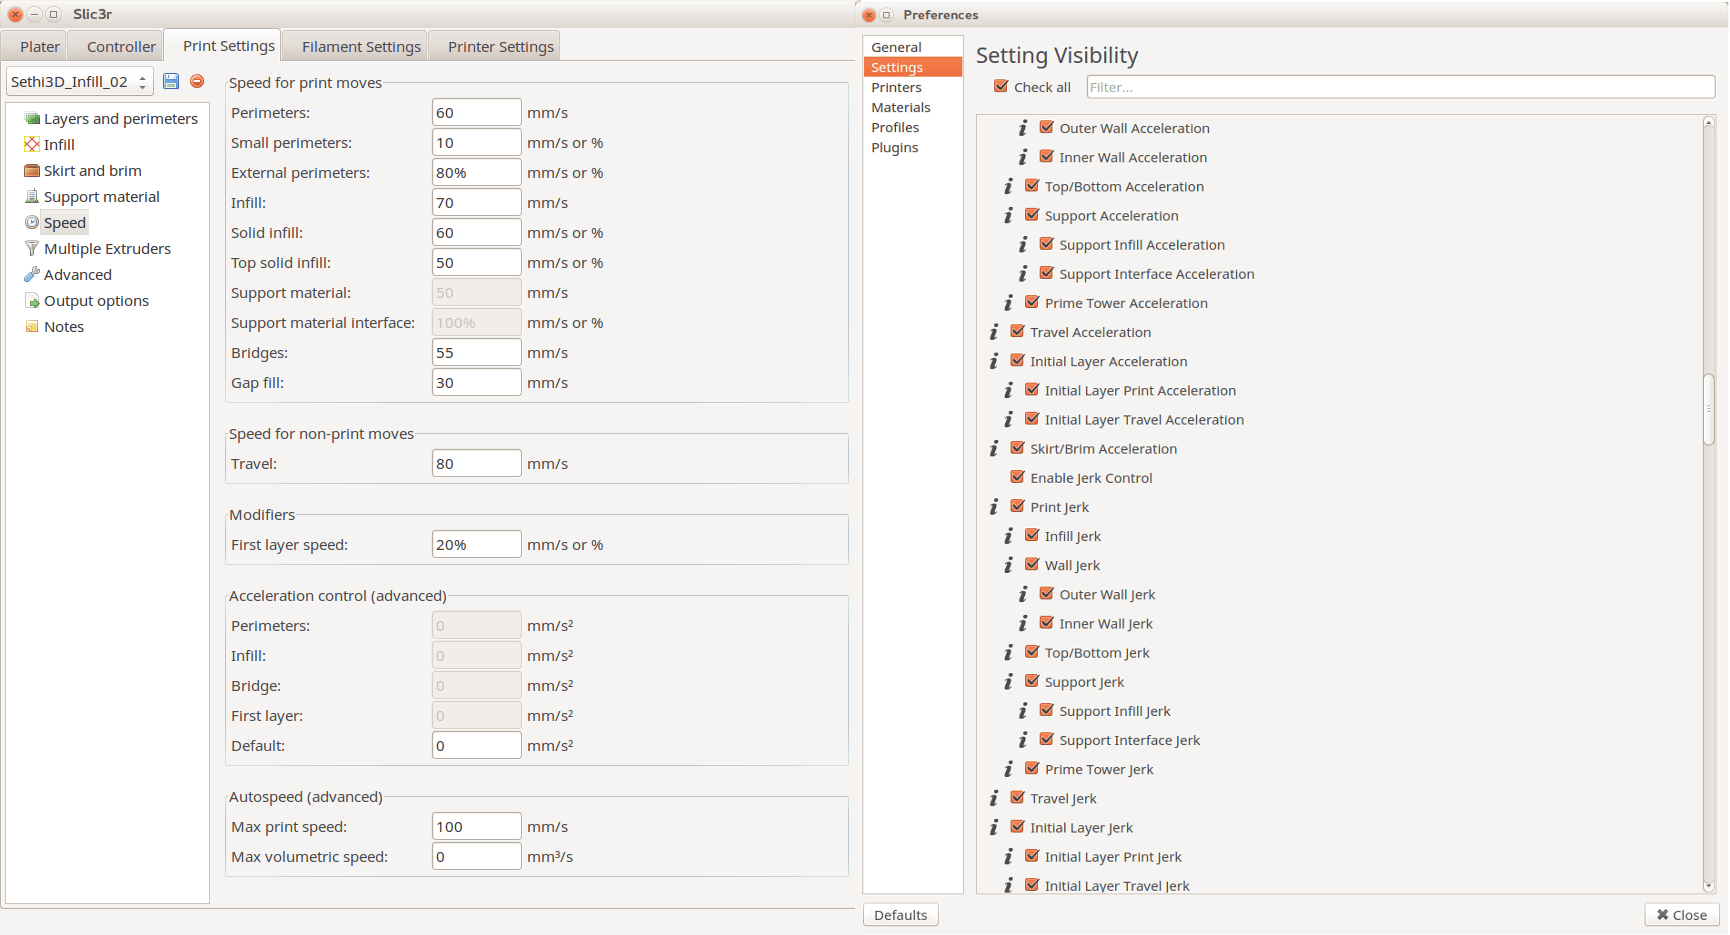 Slic3r
Plater
Controller
Print Settings
Filament Settings
Printer Settings
Sethi3D_Infill_02
Layers and perimeters
Infill
Skirt and brim
Support material
Speed
Multiple Extruders
Advanced
Output options
Notes
Speed for print moves
Perimeters: 60 mm/s
Small perimeters: 10 mm/s or %
External perimeters: 80% mm/s or %
Infill: 70 mm/s
Solid infill: 60 mm/s or %
Top solid infill: 50 mm/s or %
Support material: 50 mm/s
Support material interface: 100% mm/s or %
Bridges: 55 mm/s
Gap fill: 30 mm/s
Speed for non-print moves
Travel: 80 mm/s
Modifiers
First layer speed: 20% mm/s or %
Acceleration control (advanced)
Perimeters: 0 mm/s²
Infill: 0 mm/s²
Bridge: 0 mm/s²
First layer: 0 mm/s²
Default: 0 mm/s²
Autospeed (advanced)
Max print speed: 100 mm/s
Max volumetric speed: 0 mm³/s
Preferences
General
Settings
Printers
Materials
Profiles
Plugins
Setting Visibility
Check all
Filter...
i Outer Wall Acceleration
i Inner Wall Acceleration
i Top/Bottom Acceleration
i Support Acceleration
i Support Infill Acceleration
i Support Interface Acceleration
i Prime Tower Acceleration
i Travel Acceleration
i Initial Layer Acceleration
i Initial Layer Print Acceleration
i Initial Layer Travel Acceleration
i Skirt/Brim Acceleration
Enable Jerk Control
i Print Jerk
i Infill Jerk
i Wall Jerk
i Outer Wall Jerk
i Inner Wall Jerk
i Top/Bottom Jerk
i Support Jerk
i Support Infill Jerk
i Support Interface Jerk
i Prime Tower Jerk
i Travel Jerk
i Initial Layer Jerk
i Initial Layer Print Jerk
i Initial Layer Travel Jerk
Defaults
Close